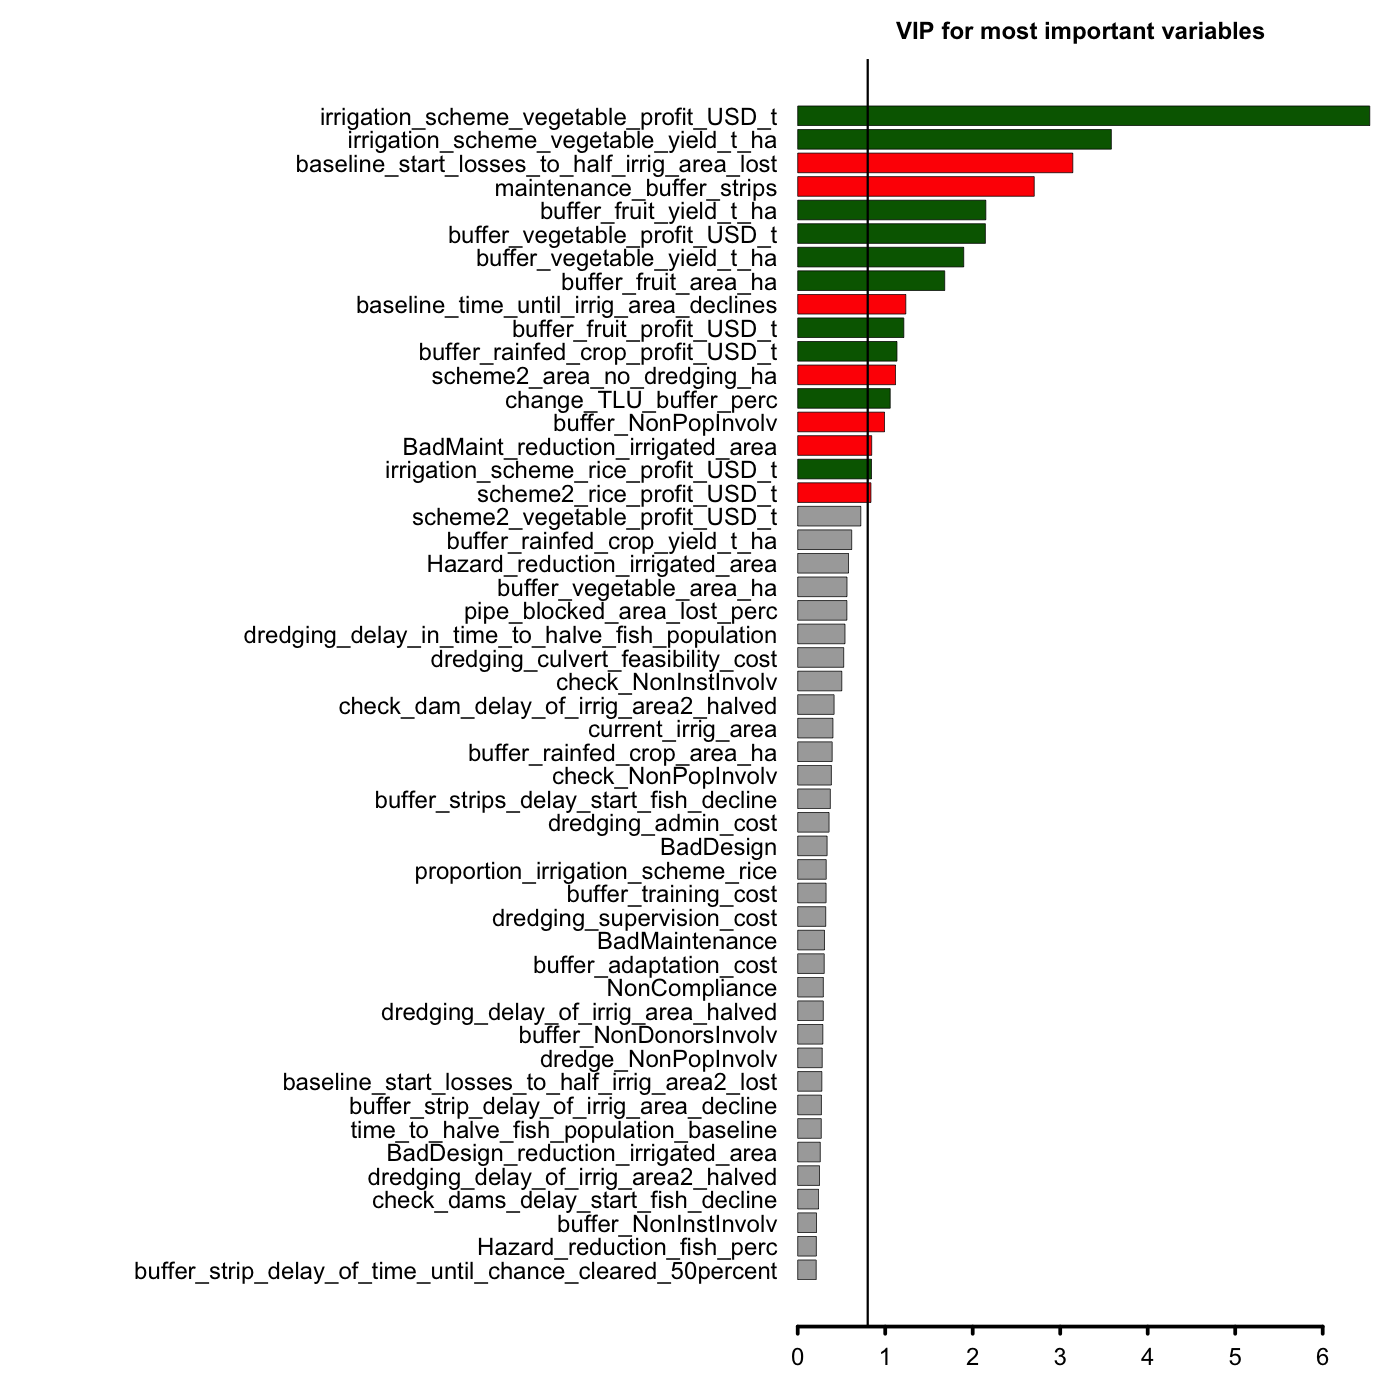 VIP for most important variables
irrigation_scheme_vegetable_profit_USD_t
irrigation_scheme_vegetable_yield_t_ha
baseline_start_losses_to_half_irrig_area_lost
maintenance_buffer_strips
buffer_fruit_yield_t_ha
buffer_vegetable_profit_USD_t
buffer_vegetable_yield_t_ha
buffer_fruit_area_ha
baseline_time_until_irrig_area_declines
buffer_fruit_profit_USD_t
buffer_rainfed_crop_profit_USD_t
scheme2_area_no_dredging_ha
change_TLU_buffer_perc
buffer_NonPopInvolv
BadMaint_reduction_irrigated_area
irrigation_scheme_rice_profit_USD_t
scheme2_rice_profit_USD_t
scheme2_vegetable_profit_USD_t
buffer_rainfed_crop_yield_t_ha
Hazard_reduction_irrigated_area
buffer_vegetable_area_ha
pipe_blocked_area_lost_perc
dredging_delay_in_time_to_halve_fish_population
dredging_culvert_feasibility_cost
check_NonInstInvolv
check_dam_delay_of_irrig_area2_halved
current_irrig_area
buffer_rainfed_crop_area_ha
check_NonPopInvolv
buffer_strips_delay_start_fish_decline
dredging_admin_cost
BadDesign
proportion_irrigation_scheme_rice
buffer_training_cost
dredging_supervision_cost
BadMaintenance
buffer_adaptation_cost
NonCompliance
dredging_delay_of_irrig_area_halved
buffer_NonDonorsInvolv
dredge_NonPopInvolv
baseline_start_losses_to_half_irrig_area2_lost
buffer_strip_delay_of_irrig_area_decline
time_to_halve_fish_population_baseline
BadDesign_reduction_irrigated_area
dredging_delay_of_irrig_area2_halved
check_dams_delay_start_fish_decline
buffer_NonInstInvolv
Hazard_reduction_fish_perc
buffer_strip_delay_of_time_until_chance_cleared_50percent
0 1 2 3 4 5 6